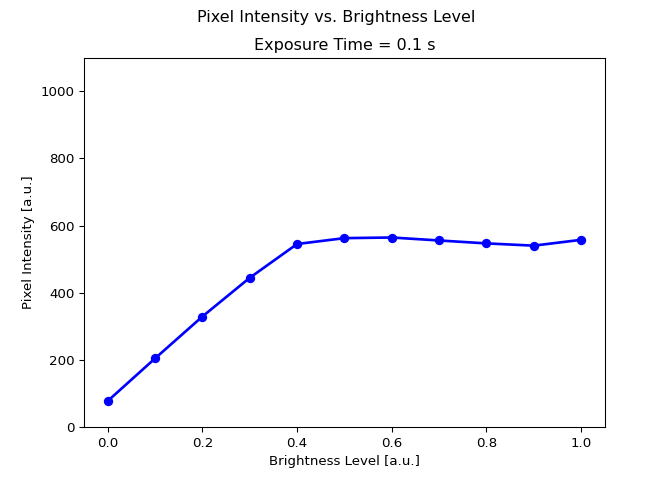 Pixel Intensity vs. Brightness Level
Exposure Time = 0.1 s
1000
800
600
400
200
0
Pixel Intensity [a.u.]
0.0 0.2 0.4 0.6 0.8 1.0
Brightness Level [a.u.]